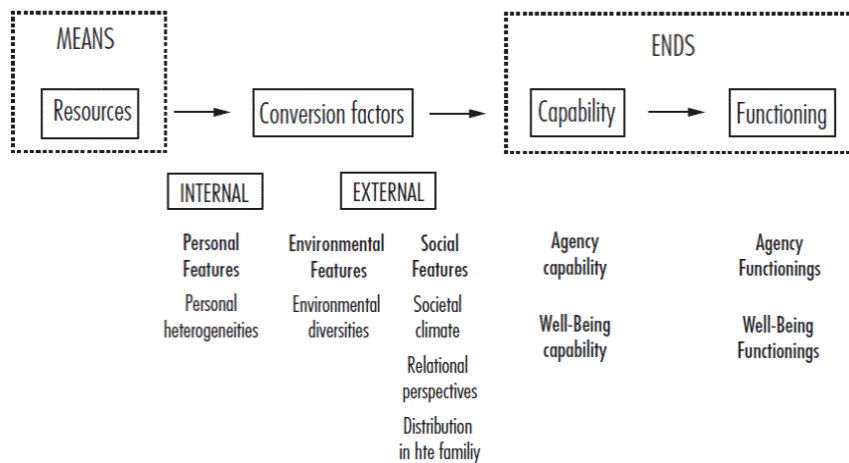 MEANS
ENDS
Resources
Conversion factors
Capability
Functioning
INTERNAL
EXTERNAL
Personal
Features
Environmental
Features
Social
Features
Agency
capability
Agency
Functionings
Personal
heterogeneities
Environmental
diversities
Societal
climate
Well-Being
capability
Well-Being
Functionings
Relational
perspectives
Distribution
in hte familiy